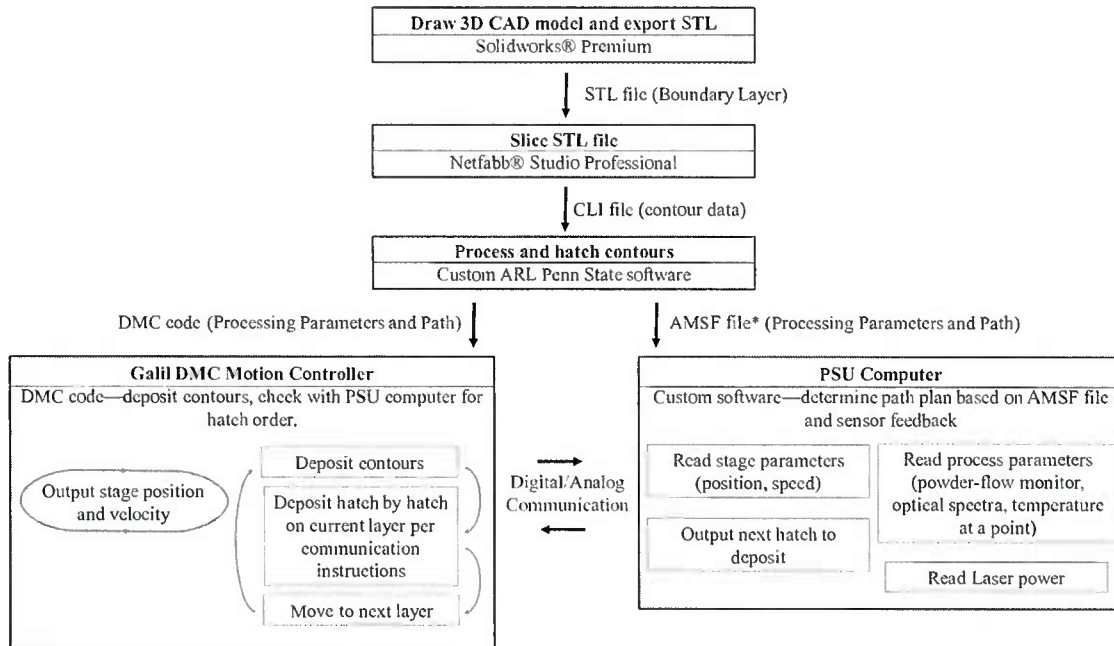 Draw 3D CAD model and export STL
Solidworks® Premium
STL file (Boundary Layer)
Slice STL file
Netfabb® Studio Professional
CLI file (contour data)
Process and hatch contours
Custom ARL Penn State software
DMC code (Processing Parameters and Path)
AMSF file* (Processing Parameters and Path)
Galil DMC Motion Controller
DMC code—deposit contours, check with PSU computer for
hatch order.
Output stage position
and velocity
Deposit contours
Deposit hatch by hatch
on current layer per
communication
instructions
Move to next layer
Digital/Analog
Communication
PSU Computer
Custom software—determine path plan based on AMSF file
and sensor feedback
Read stage parameters
(position, speed)
Output next hatch to
deposit
Read process parameters
(powder-flow monitor,
optical spectra, temperature
at a point)
Read Laser power